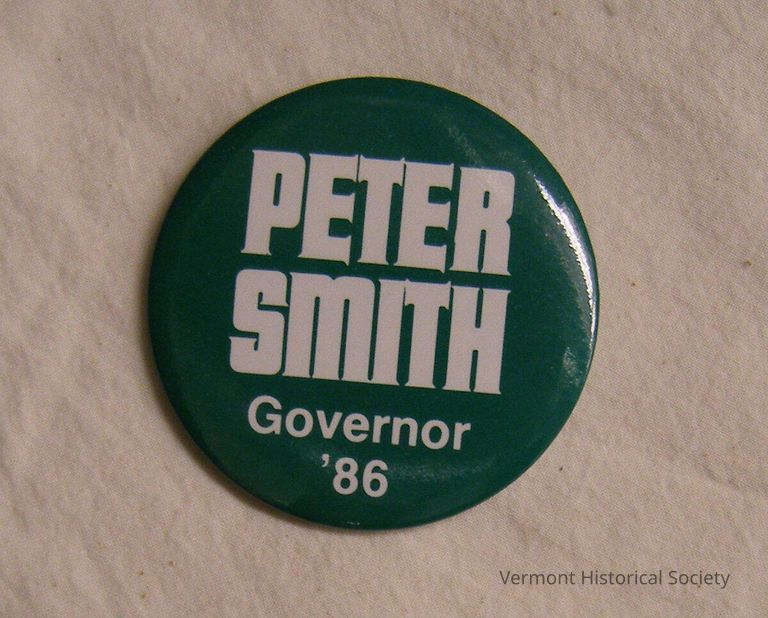 PETER
SMITH
Governor
'86
Vermont Historical Society